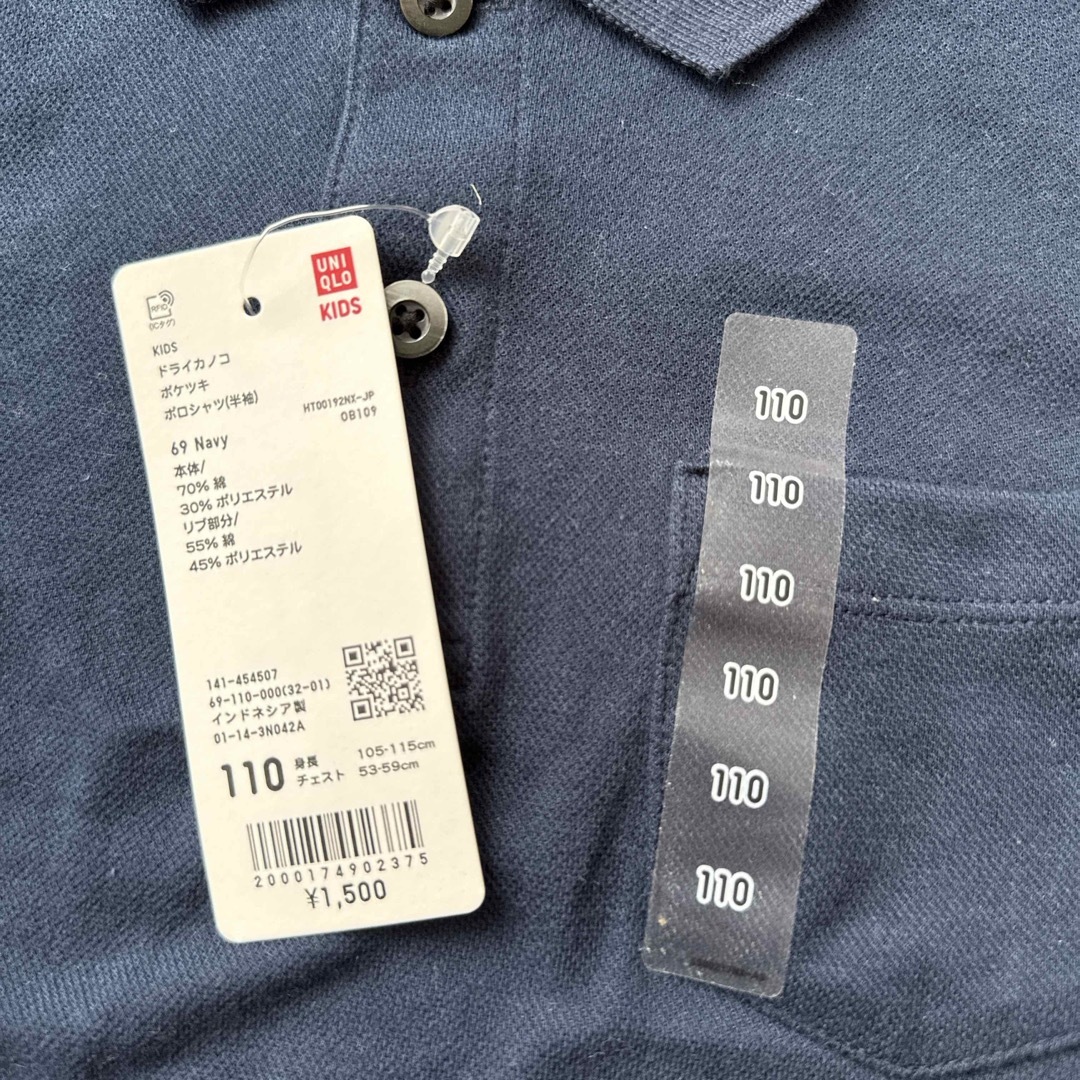 UNI
QLO
KIDS
RFID
(ICタグ)
KIDS
ドライカノコ
ポケツキ
ポロシャツ(半袖)
HT00192NX-JP
OB109
69 Navy
本体/
70% 綿
30% ポリエステル
リブ部分/
55% 綿
45% ポリエステル
141-454507
69-110-000(32-01)
インドネシア製
01-14-3N042A
110 身長 105-115cm
チェスト 53-59cm
2000174902375
¥1,500
110
110
110
110
110
110